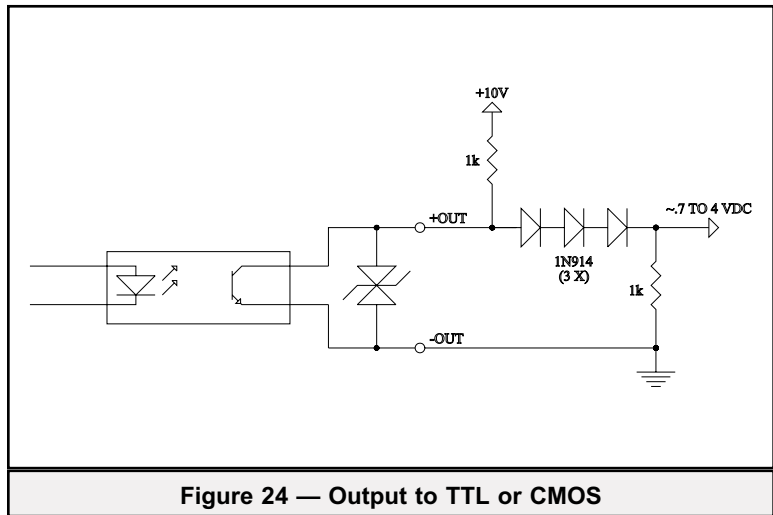 +10V
1k
+OUT
~.7 TO 4 VDC
1N914
(3 X)
1k
-OUT
Figure 24 — Output to TTL or CMOS